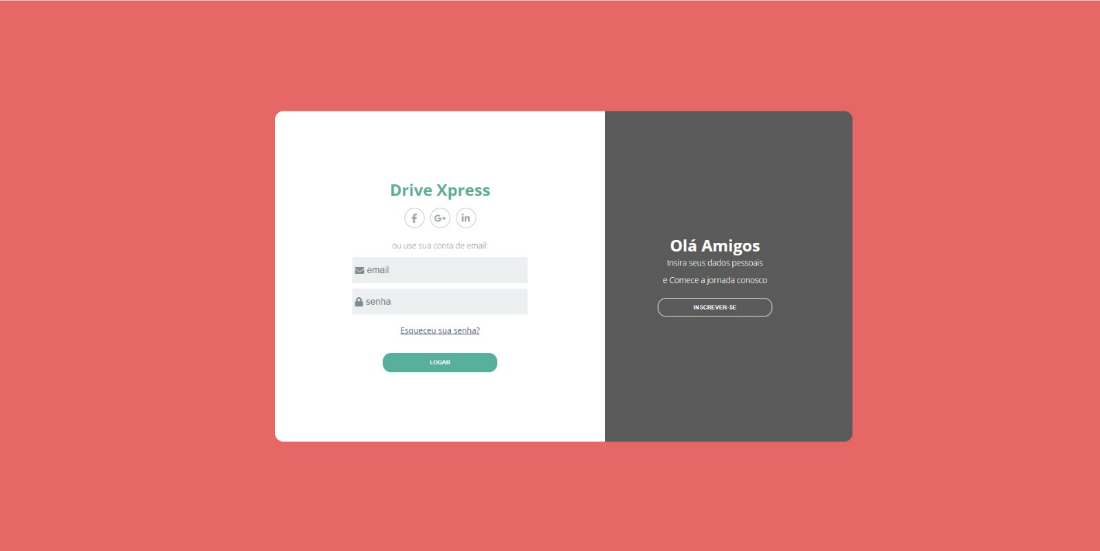 Drive Xpress
ou use sua conta de email:
email
senha
Esqueceu sua senha?
LOGAR
Olá Amigos
Insira seus dados pessoais
e Comece a jornada conosco
INSCREVER-SE